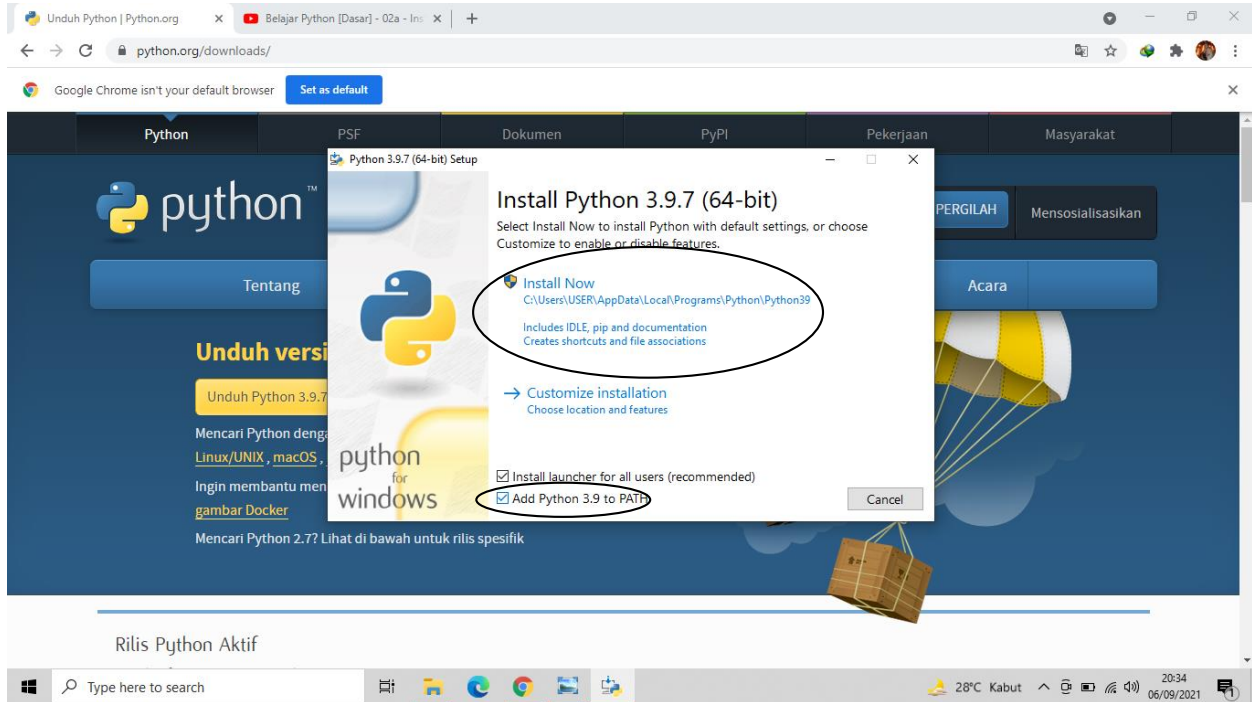 Unduh Python | Python.org
Belajar Python [Dasar] - 02a - Ins
python.org/downloads/
Google Chrome isn't your default browser
Set as default
Python
PSF
Dokumen
PyPI
Pekerjaan
Masyarakat
python™
PERGILAH
Mensosialisasikan
Tentang
Acara
Unduh versi
Unduh Python 3.9.7
Mencari Python denga
Linux/UNIX , macOS ,
Ingin membantu men
gambar Docker
Mencari Python 2.7? Lihat di bawah untuk rilis spesifik
Python 3.9.7 (64-bit) Setup
Install Python 3.9.7 (64-bit)
Select Install Now to install Python with default settings, or choose
Customize to enable or disable features.
Install Now
C:\Users\USER\AppData\Local\Programs\Python\Python39
Includes IDLE, pip and documentation
Creates shortcuts and file associations
Customize installation
Choose location and features
Install launcher for all users (recommended)
Add Python 3.9 to PATH
Cancel
python
for
windows
Rilis Python Aktif
Type here to search
28°C Kabut
20:34
06/09/2021
1